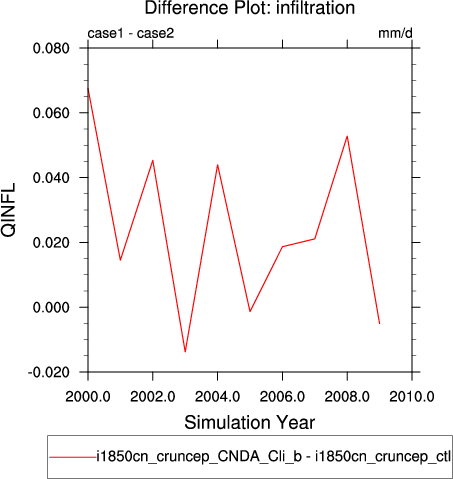 Difference Plot: infiltration
case1 - case2 mm/d
0.080
0.060
0.040
0.020
0.000
-0.020
QINFL
2000.0 2002.0 2004.0 2006.0 2008.0 2010.0
Simulation Year
i1850cn_cruncep_CNDA_Cli_b - i1850cn_cruncep_ctl